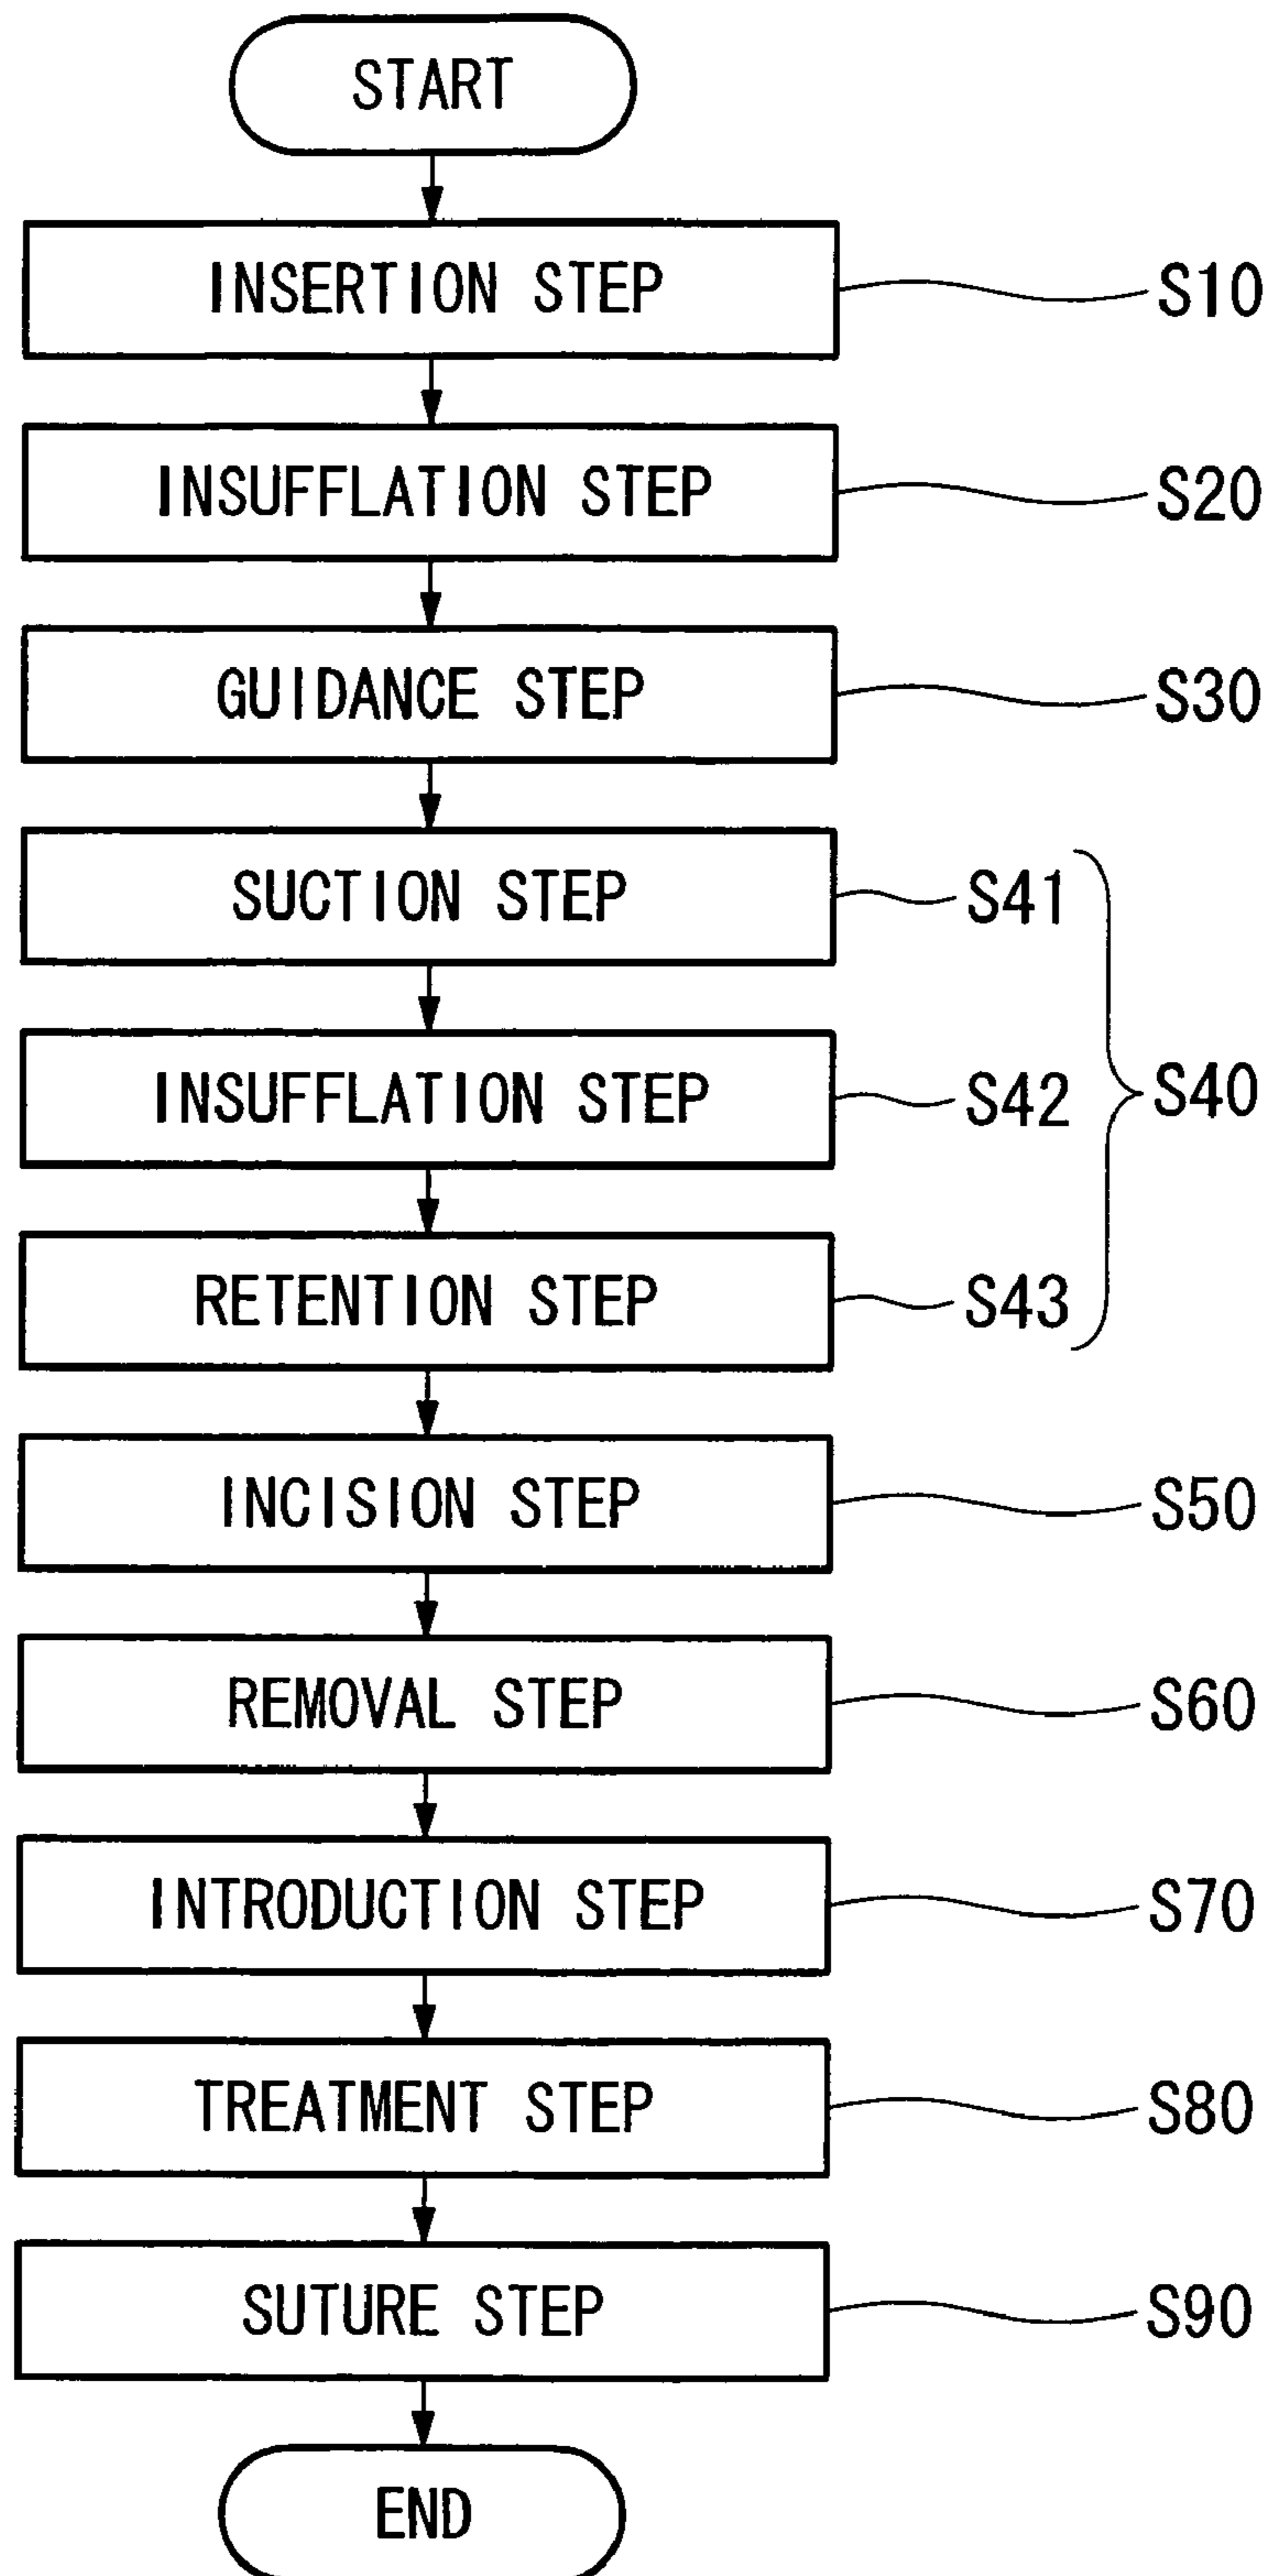 START
INSERTION STEP S10
INSUFFLATION STEP S20
GUIDANCE STEP S30
SUCTION STEP S41
INSUFFLATION STEP S42 S40
RETENTION STEP S43
INCISION STEP S50
REMOVAL STEP S60
INTRODUCTION STEP S70
TREATMENT STEP S80
SUTURE STEP S90
END